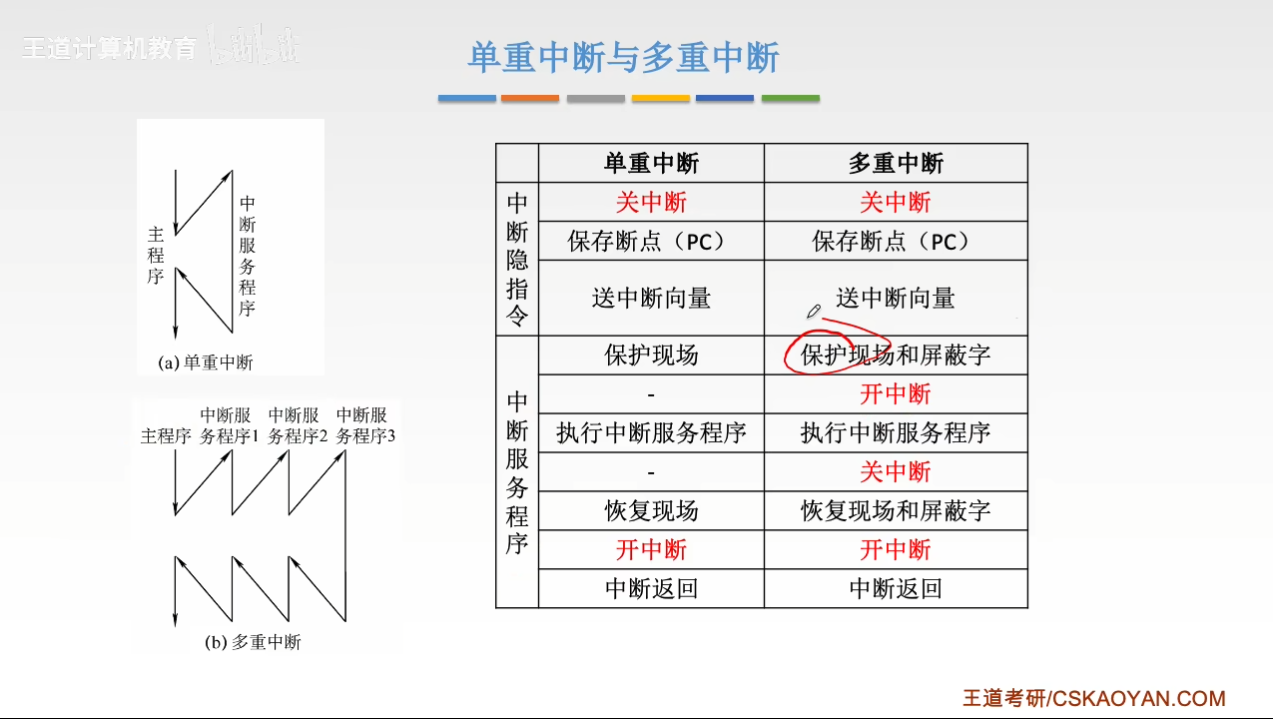 王道计算机教育
单重中断与多重中断
主程序
中断服务程序
(a) 单重中断
主程序
中断服务程序1
中断服务程序2
中断服务程序3
(b) 多重中断
单重中断 多重中断
中断隐指令
关中断 关中断
保存断点（PC） 保存断点（PC）
送中断向量 送中断向量
中断服务程序
保护现场 保护现场和屏蔽字
- 开中断
执行中断服务程序 执行中断服务程序
- 关中断
恢复现场 恢复现场和屏蔽字
开中断 开中断
中断返回 中断返回
王道考研/CSKAOYAN.COM